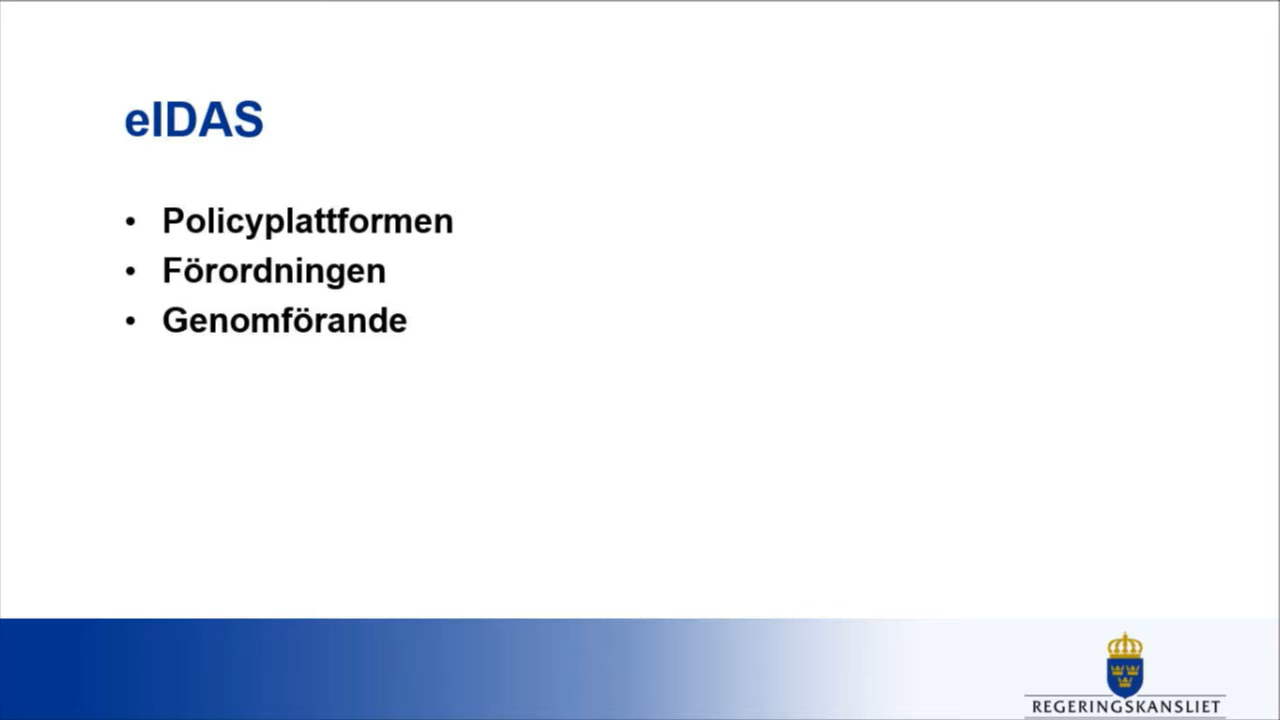 eIDAS
• Policyplattformen
• Förordningen
• Genomförande
REGERINGSKANSLIET